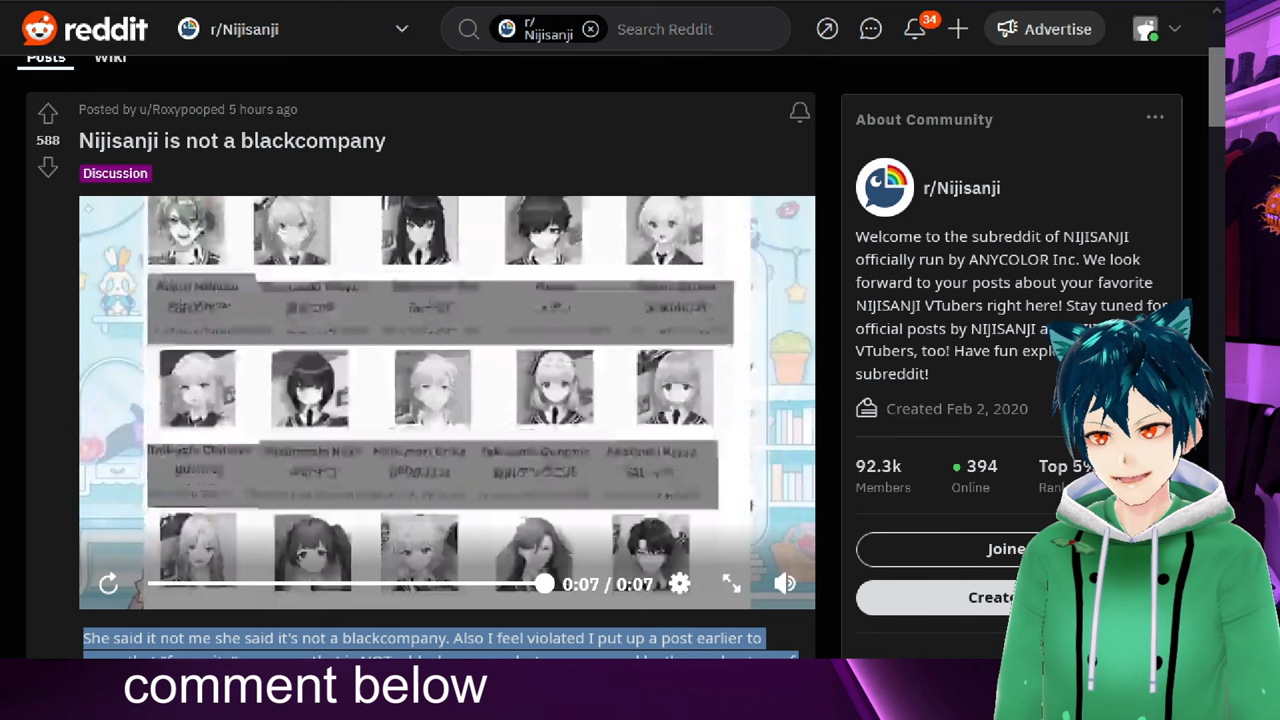 reddit
r/Nijisanji
r/
Nijisanji
Search Reddit
34
Advertise
Posts
Wiki
Posted by u/Roxypooped 5 hours ago
588
Nijisanji is not a blackcompany
Discussion
0:07 / 0:07
She said it not me she said it's not a blackcompany. Also I feel violated I put up a post earlier to
About Community
r/Nijisanji
Welcome to the subreddit of NIJISANJI
officially run by ANYCOLOR Inc. We look
forward to your posts about your favorite
NIJISANJI VTubers right here! Stay tuned for
official posts by NIJISANJI
VTubers, too! Have fun
subreddit!
Created Feb 2, 2020
92.3k
394
Top 5%
Members
Online
Joine
Create
comment below